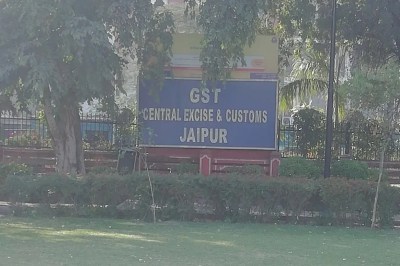 GST
CENTRAL EXCISE & CUSTOMS
JAIPUR